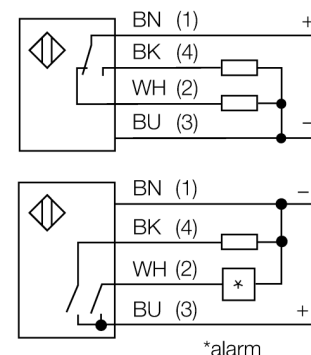 BN (1) +
BK (4)
WH (2)
BU (3) −
BN (1) −
BK (4)
WH (2)
*
BU (3) +
*alarm